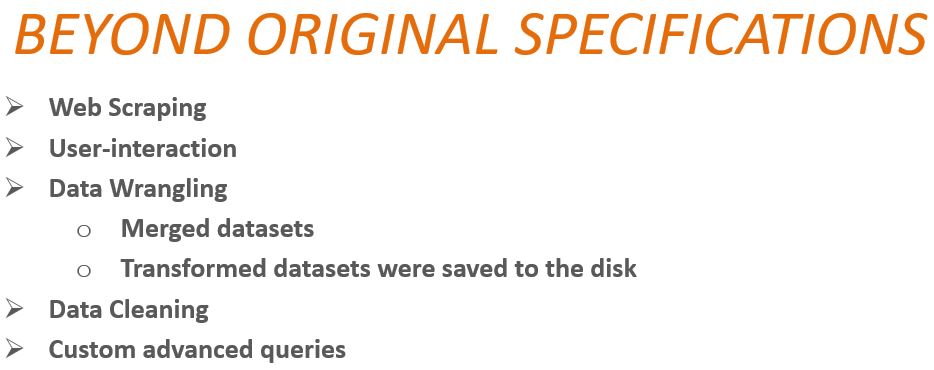 BEYOND ORIGINAL SPECIFICATIONS
➢ Web Scraping
➢ User-interaction
➢ Data Wrangling
o Merged datasets
o Transformed datasets were saved to the disk
➢ Data Cleaning
➢ Custom advanced queries